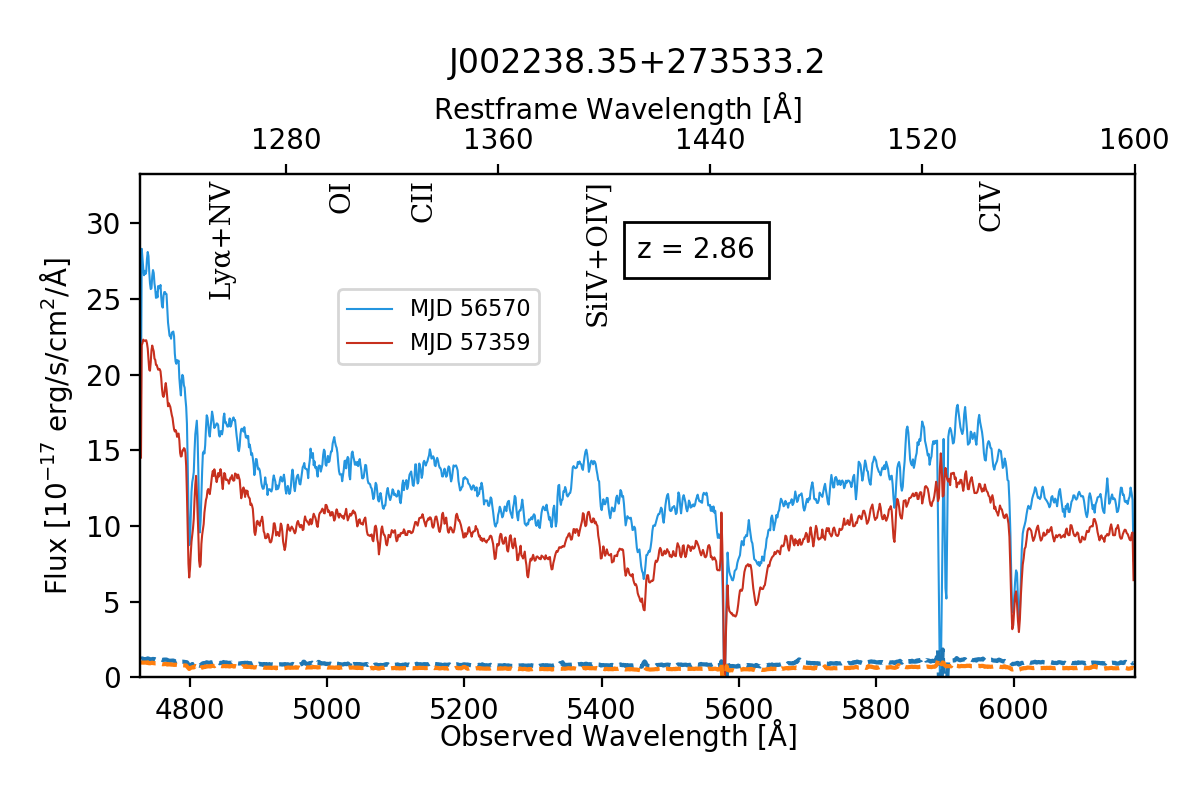 J002238.35+273533.2
Restframe Wavelength [Å]
1280 1360 1440 1520 1600
Lyα+NV OI CII SiIV+OIV] CIV
z = 2.86
MJD 56570
MJD 57359
Flux [10⁻¹⁷ erg/s/cm²/Å]
30
25
20
15
10
5
0
4800 5000 5200 5400 5600 5800 6000
Observed Wavelength [Å]